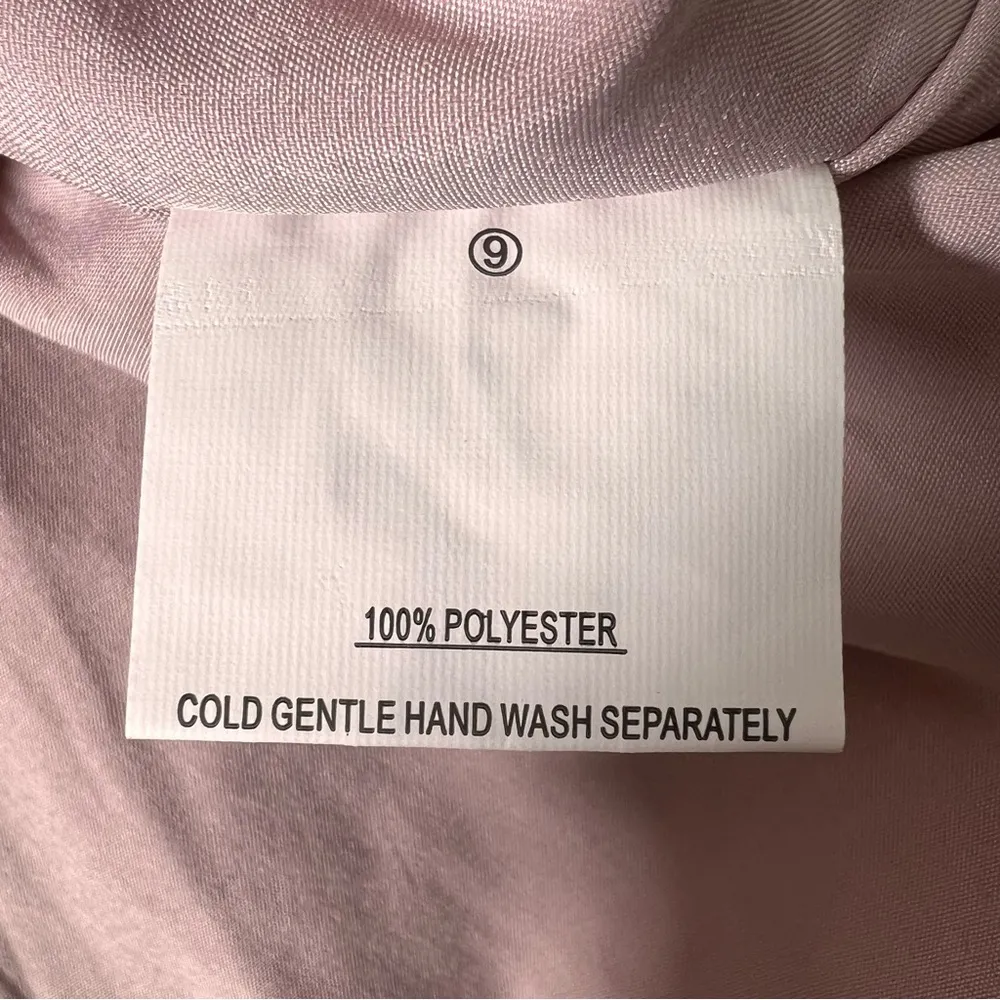 ⑨
100% POLYESTER
COLD GENTLE HAND WASH SEPARATELY